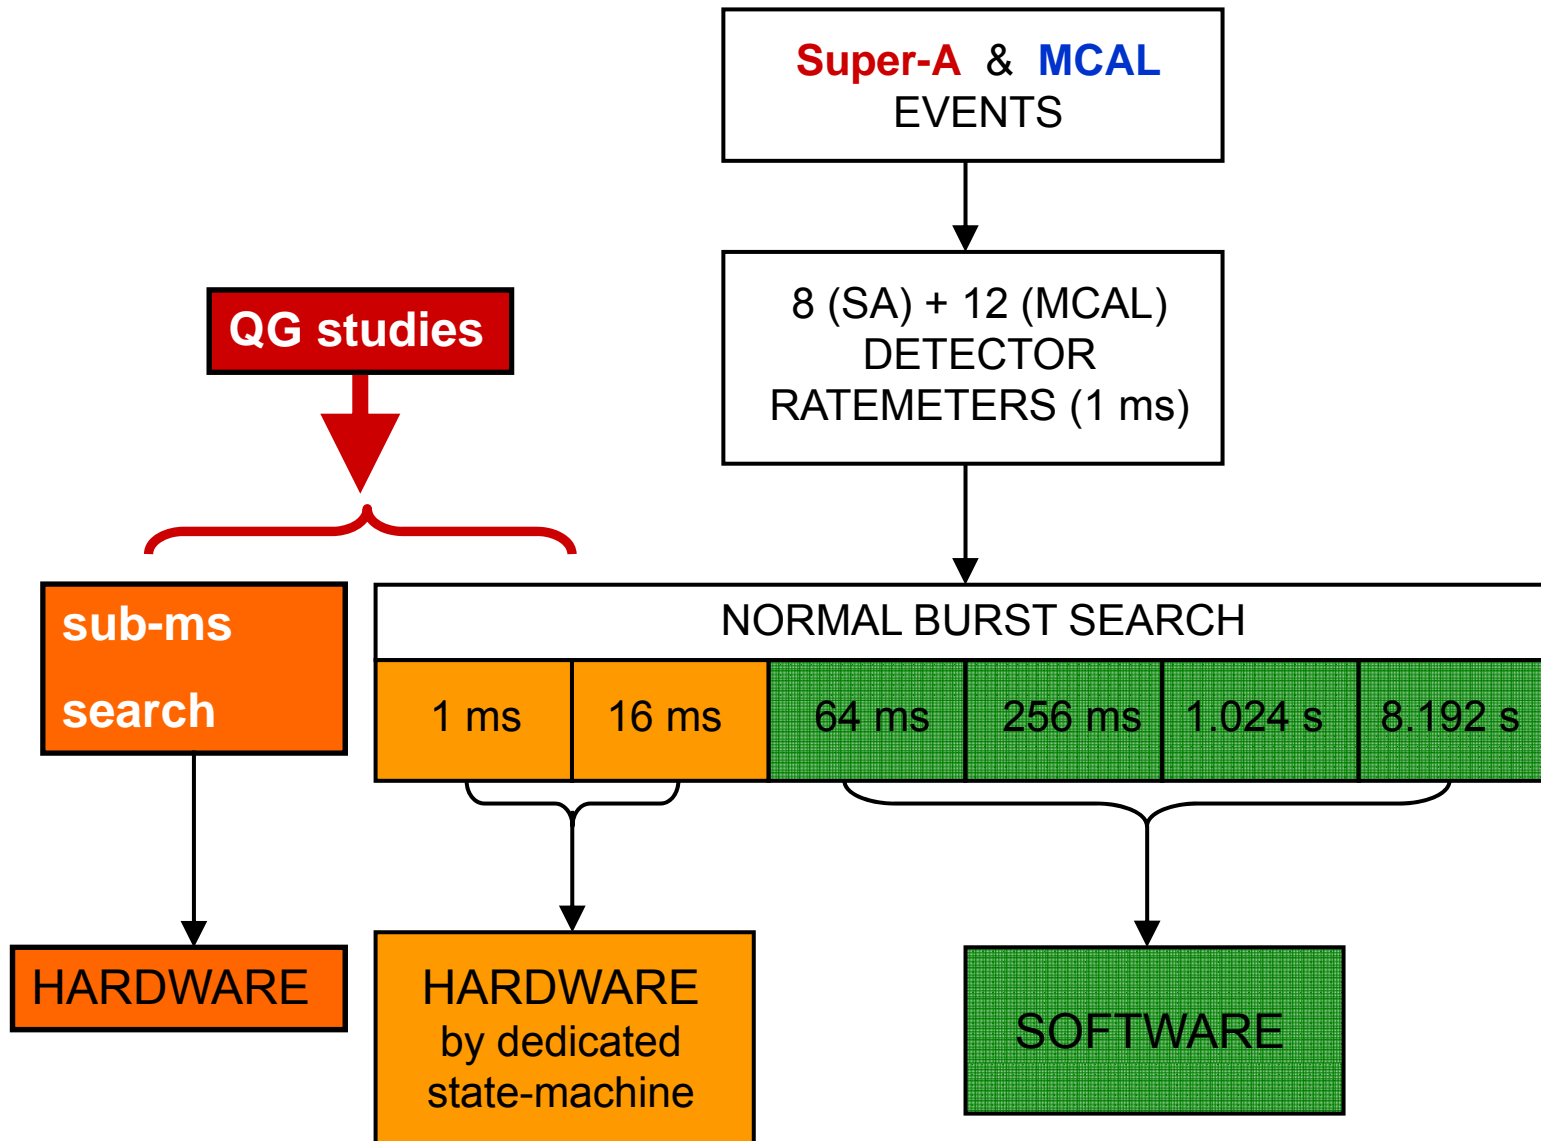 Super-A & MCAL
EVENTS
8 (SA) + 12 (MCAL)
DETECTOR
RATEMETERS (1 ms)
QG studies
sub-ms
search
NORMAL BURST SEARCH
1 ms
16 ms
64 ms
256 ms
1.024 s
8.192 s
HARDWARE
HARDWARE
by dedicated
state-machine
SOFTWARE